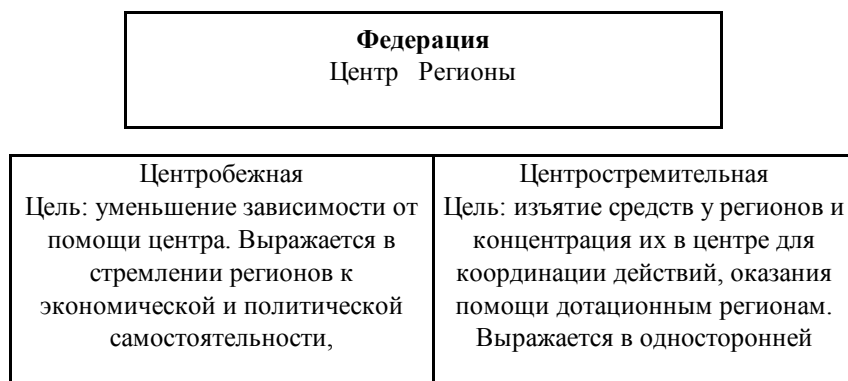 Федерация
Центр Регионы
Центробежная
Цель: уменьшение зависимости от
помощи центра. Выражается в
стремлении регионов к
экономической и политической
самостоятельности,
Центростремительная
Цель: изъятие средств у регионов и
концентрация их в центре для
координации действий, оказания
помощи дотационным регионам.
Выражается в односторонней